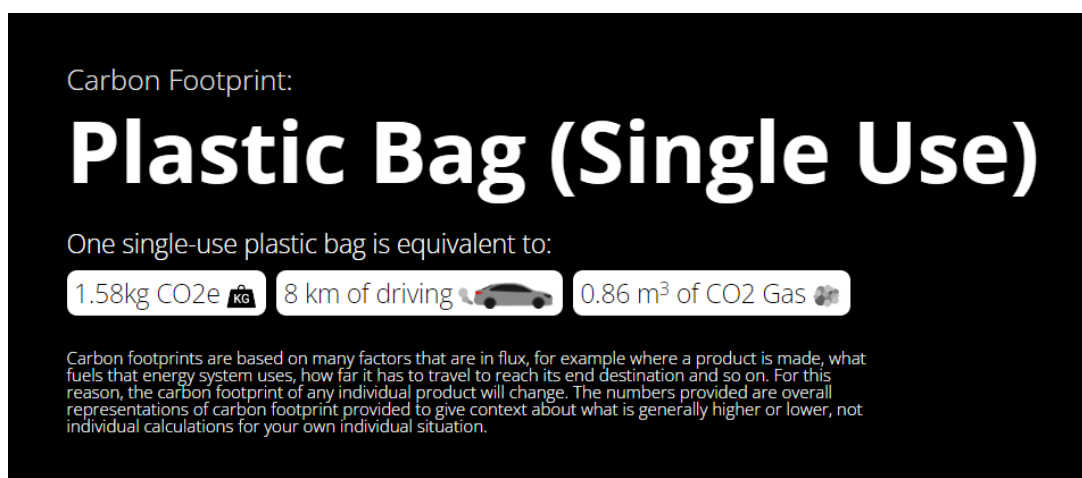 Carbon Footprint:
Plastic Bag (Single Use)
One single-use plastic bag is equivalent to:
1.58kg CO2e KG 8 km of driving 0.86 m³ of CO2 Gas
Carbon footprints are based on many factors that are in flux, for example where a product is made, what
fuels that energy system uses, how far it has to travel to reach its end destination and so on. For this
reason, the carbon footprint of any individual product will change. The numbers provided are overall
representations of carbon footprint provided to give context about what is generally higher or lower, not
individual calculations for your own individual situation.